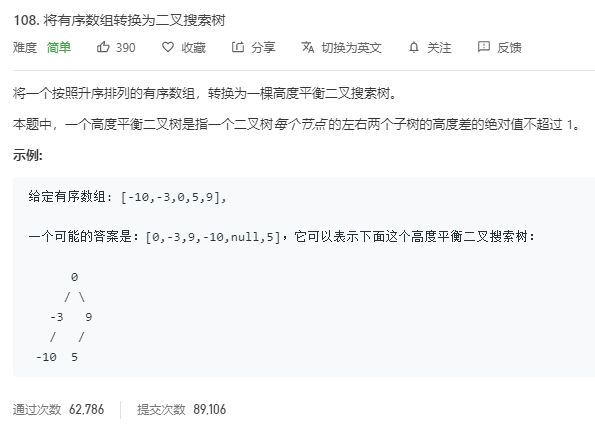 108. 将有序数组转换为二叉搜索树
难度 简单 390 收藏 分享 切换为英文 关注 反馈
将一个按照升序排列的有序数组，转换为一棵高度平衡二叉搜索树。
本题中，一个高度平衡二叉树是指一个二叉树每个节点的左右两个子树的高度差的绝对值不超过 1。
示例:
给定有序数组: [-10,-3,0,5,9],
一个可能的答案是：[0,-3,9,-10,null,5]，它可以表示下面这个高度平衡二叉搜索树：
0
/ \
-3 9
/ /
-10 5
通过次数 62,786 提交次数 89,106